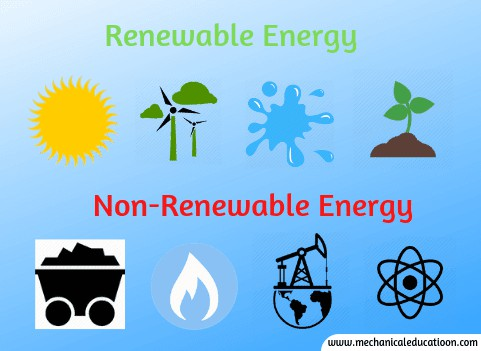 Renewable Energy
Non-Renewable Energy
www.mechanicaleducatioon.com